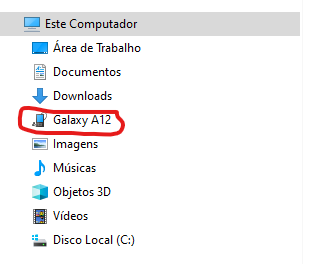 Este Computador
Área de Trabalho
Documentos
Downloads
Galaxy A12
Imagens
Músicas
Objetos 3D
Vídeos
Disco Local (C:)